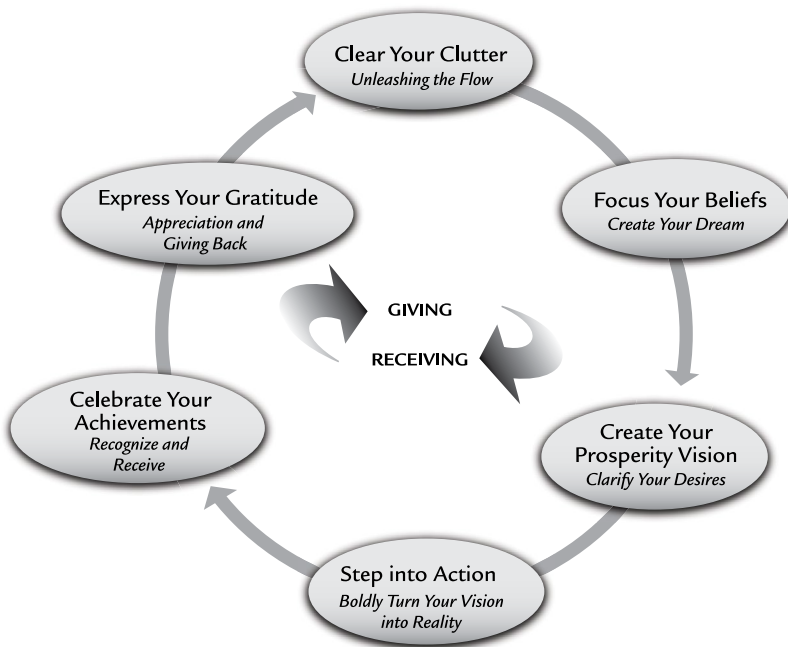 Clear Your Clutter
Unleashing the Flow
Focus Your Beliefs
Create Your Dream
Create Your
Prosperity Vision
Clarify Your Desires
Step into Action
Boldly Turn Your Vision
into Reality
Celebrate Your
Achievements
Recognize and
Receive
Express Your Gratitude
Appreciation and
Giving Back
GIVING
RECEIVING